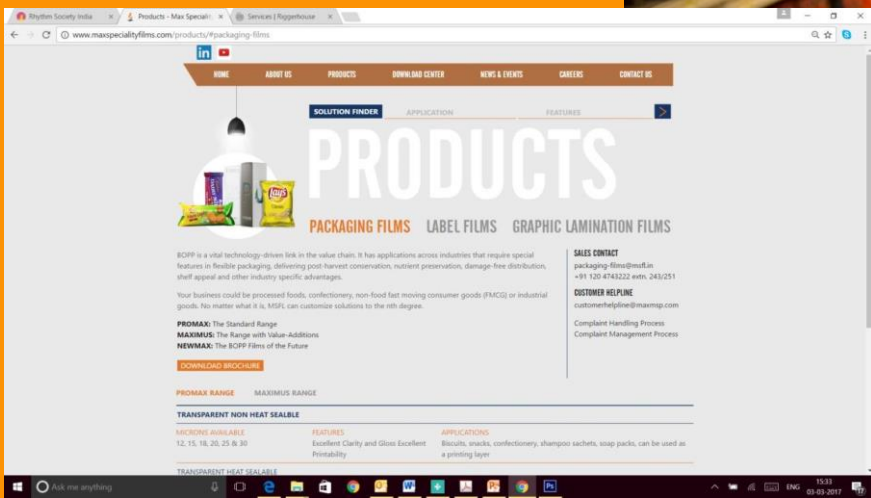 Rhythm Society India
Products - Max Specialit
Services | Riggerhouse
www.maxspecialityfilms.com/products/#packaging-films
in
HOME ABOUT US PRODUCTS DOWNLOAD CENTER NEWS & EVENTS CAREERS CONTACT US
SOLUTION FINDER APPLICATION FEATURES
PRODUCTS
Lay's
PACKAGING FILMS LABEL FILMS GRAPHIC LAMINATION FILMS
BOPP is a vital technology-driven link in the value chain. It has applications across industries that require special
features in flexible packaging, delivering post-harvest conservation, nutrient preservation, damage-free distribution,
shelf appeal and other industry specific advantages.
Your business could be processed foods, confectionery, non-food fast moving consumer goods (FMCG) or industrial
goods. No matter what it is, MSFL can customize solutions to the nth degree.
PROMAX: The Standard Range
MAXIMUS: The Range with Value-Additions
NEWMAX: The BOPP Films of the Future
DOWNLOAD BROCHURE
SALES CONTACT
packaging-films@msfl.in
+91 120 4743222 extn. 243/251
CUSTOMER HELPLINE
customerhelpline@maxmsp.com
Complaint Handling Process
Complaint Management Process
PROMAX RANGE MAXIMUS RANGE
TRANSPARENT NON HEAT SEALBLE
MICRONS AVAILABLE FEATURES APPLICATIONS
12, 15, 18, 20, 25 & 30 Excellent Clarity and Gloss Excellent Biscuits, snacks, confectionery, shampoo sachets, soap packs, can be used as
Printability a printing layer
TRANSPARENT HEAT SEALABLE
Ask me anything
ENG
15:33
03-03-2017